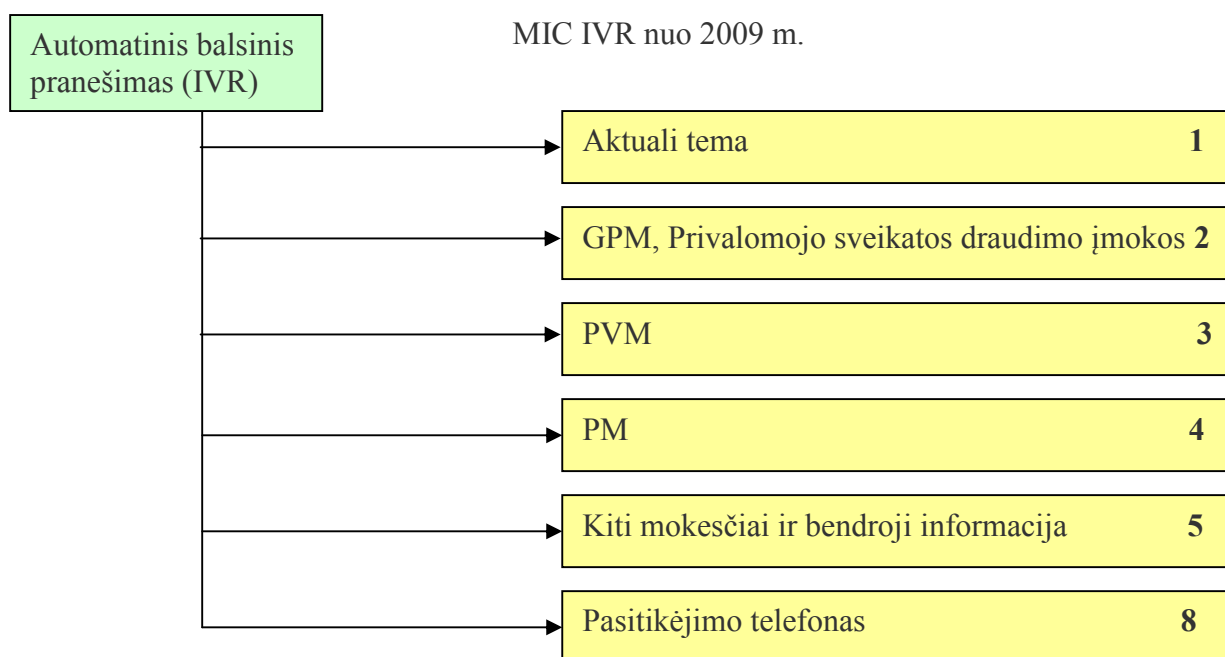 Automatinis balsinis
pranešimas (IVR)
MIC IVR nuo 2009 m.
Aktuali tema 1
GPM, Privalomojo sveikatos draudimo įmokos 2
PVM 3
PM 4
Kiti mokesčiai ir bendroji informacija 5
Pasitikėjimo telefonas 8